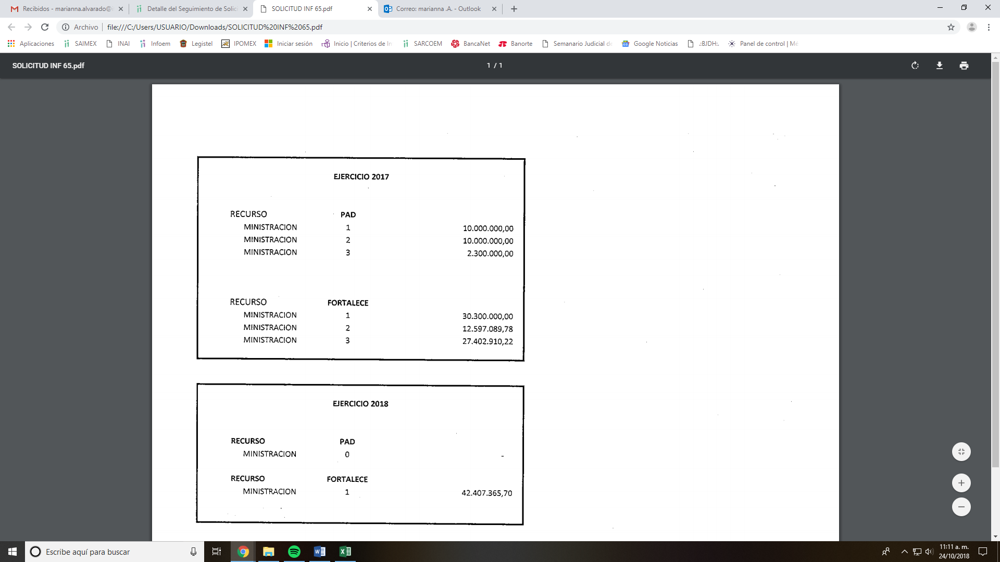 Recibidos - marianna.alvarado@i
Detalle del Seguimiento de Solici
SOLICITUD INF 65.pdf
Correo: marianna .A. - Outlook
Archivo
file:///C:/Users/USUARIO/Downloads/SOLICITUD%20INF%2065.pdf
Aplicaciones
SAIMEX
INAI
Infoem
Legistel
IPOMEX
Iniciar sesión
Inicio | Criterios de In
SARCOEM
BancaNet
Banorte
Semanario Judicial de
Google Noticias
.:BJDH:.
Panel de control | Mé
SOLICITUD INF 65.pdf
1 / 1
EJERCICIO 2017
RECURSO PAD
MINISTRACION 1 10.000.000,00
MINISTRACION 2 10.000.000,00
MINISTRACION 3 2.300.000,00
RECURSO FORTALECE
MINISTRACION 1 30.300.000,00
MINISTRACION 2 12.597.089,78
MINISTRACION 3 27.402.910,22
EJERCICIO 2018
RECURSO PAD
MINISTRACION 0 -
RECURSO FORTALECE
MINISTRACION 1 42.407.365,70
Escribe aquí para buscar
11:11 a. m.
24/10/2018